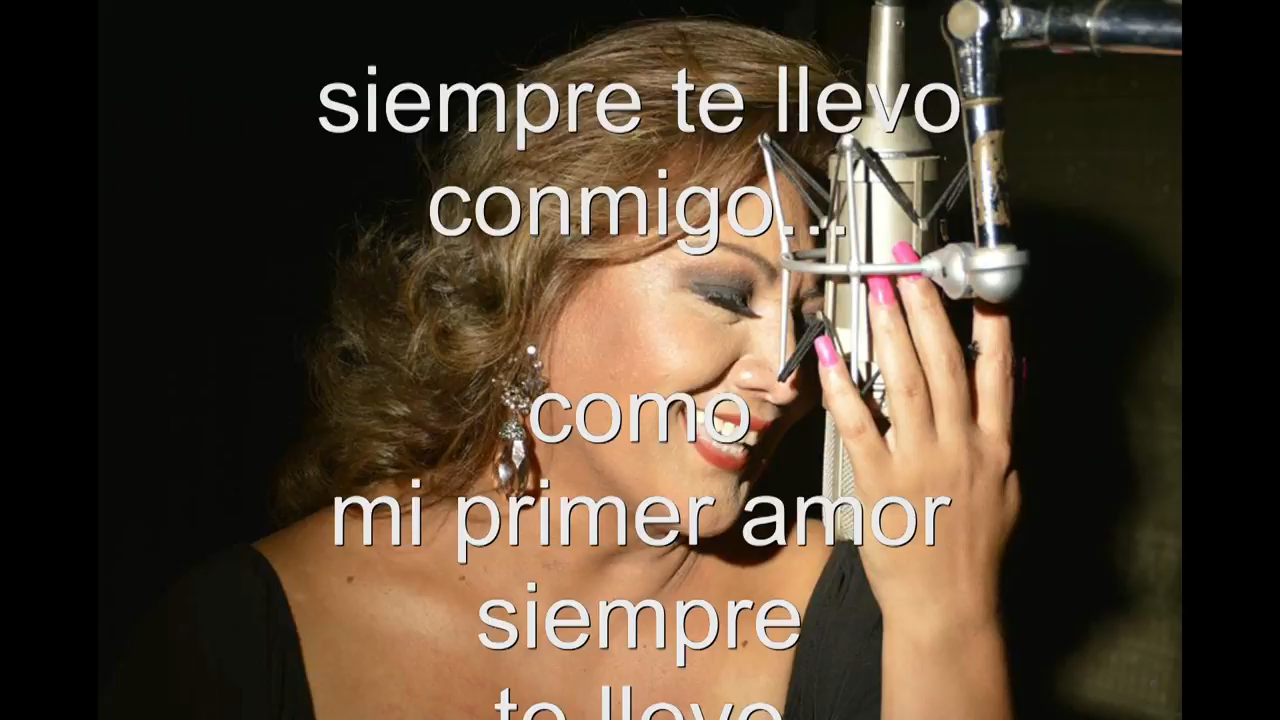 siempre te llevo
conmigo...
como
mi primer amor
siempre
te llevo